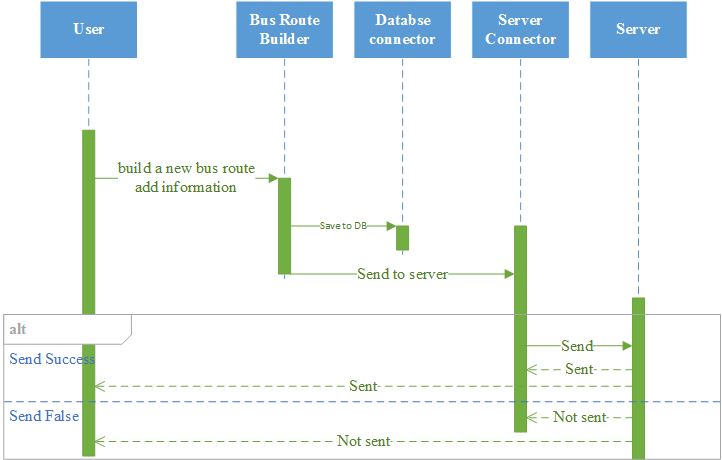 User
Bus Route
Builder
Databse
connector
Server
Connector
Server
build a new bus route
add information
Save to DB
Send to server
alt
Send Success
Send
Sent
Sent
Send False
Not sent
Not sent